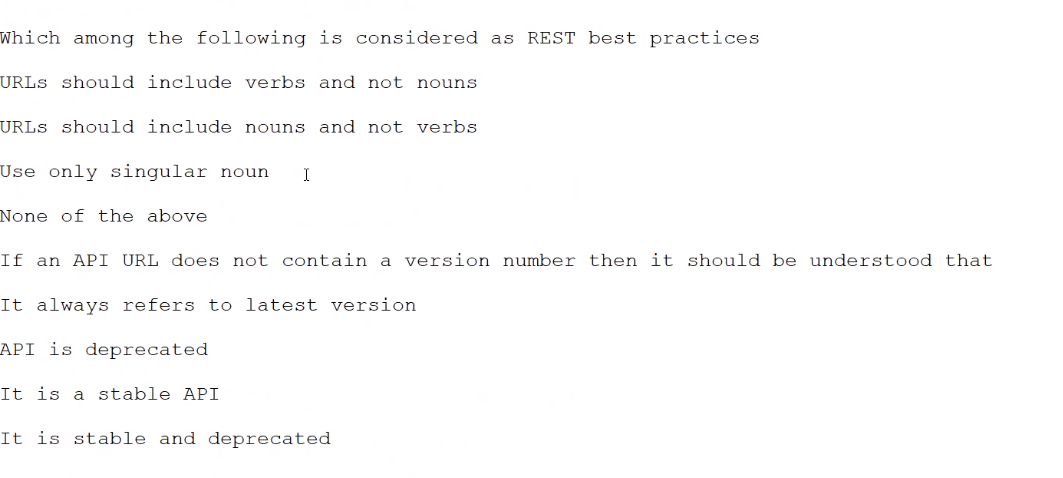 Which among the following is considered as REST best practices
URLs should include verbs and not nouns
URLs should include nouns and not verbs
Use only singular noun
None of the above
If an API URL does not contain a version number then it should be understood that
It always refers to latest version
API is deprecated
It is a stable API
It is stable and deprecated